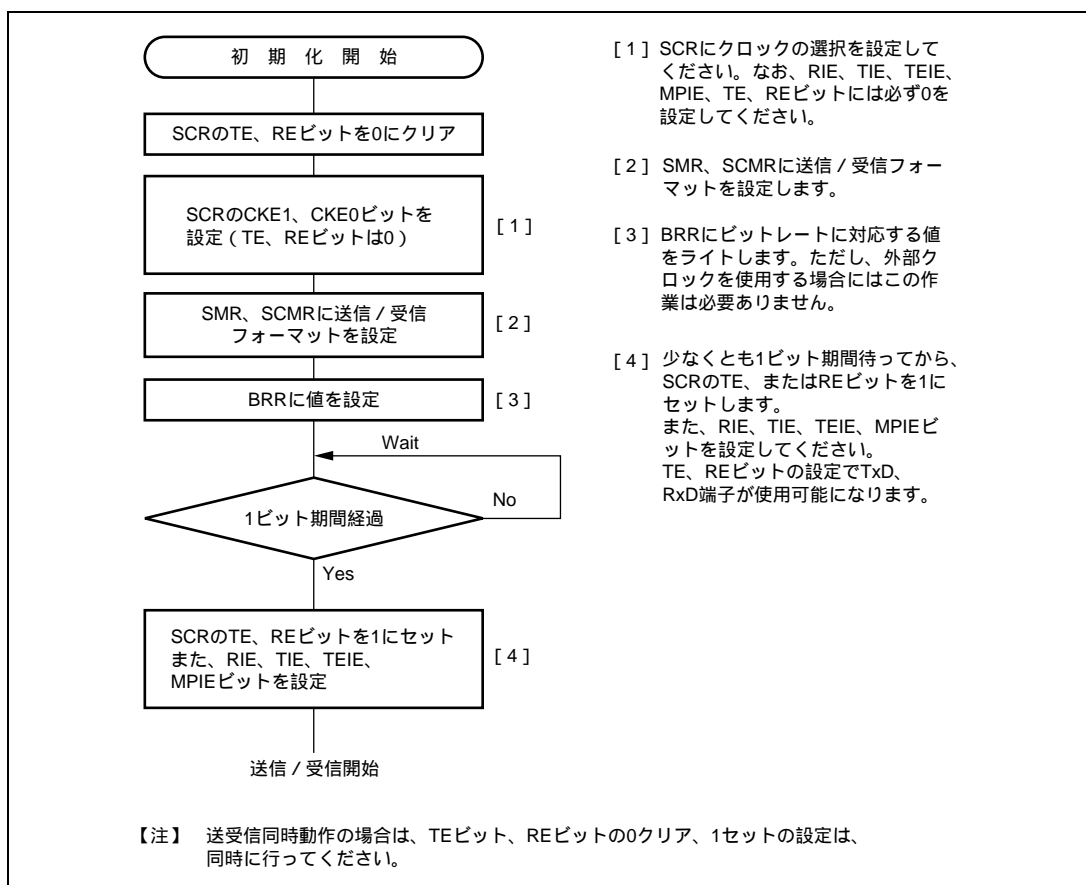 初 期 化 開 始
SCRのTE、REビットを0にクリア
SCRのCKE1、CKE0ビットを
設定（TE、REビットは0）
[ 1 ]
SMR、SCMRに送信 / 受信
フォーマットを設定
[ 2 ]
BRRに値を設定
[ 3 ]
Wait
No
1ビット期間経過
Yes
SCRのTE、REビットを1にセット
また、RIE、TIE、TEIE、
MPIEビットを設定
[ 4 ]
送信 / 受信開始
[ 1 ] SCRにクロックの選択を設定して
ください。なお、RIE、TIE、TEIE、
MPIE、TE、REビットには必ず0を
設定してください。
[ 2 ] SMR、SCMRに送信 / 受信フォー
マットを設定します。
[ 3 ] BRRにビットレートに対応する値
をライトします。ただし、外部ク
ロックを使用する場合にはこの作
業は必要ありません。
[ 4 ] 少なくとも1ビット期間待ってから、
SCRのTE、またはREビットを1に
セットします。
また、RIE、TIE、TEIE、MPIEビ
ットを設定してください。
TE、REビットの設定でTxD、
RxD端子が使用可能になります。
【注】 送受信同時動作の場合は、TEビット、REビットの0クリア、1セットの設定は、
同時に行ってください。